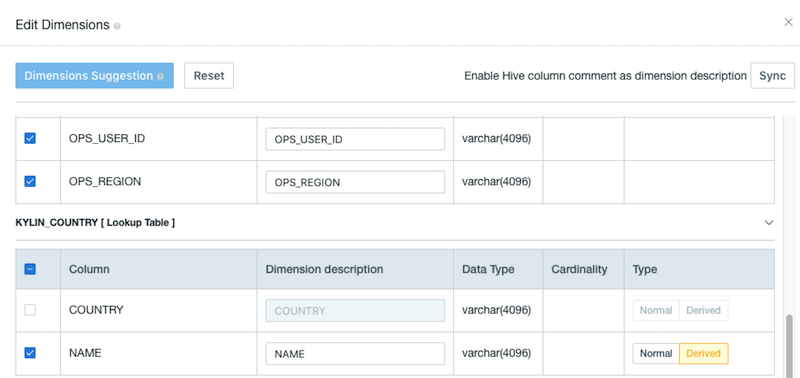 Edit Dimensions
Dimensions Suggestion Reset Enable Hive column comment as dimension description Sync
OPS_USER_ID OPS_USER_ID varchar(4096)
OPS_REGION OPS_REGION varchar(4096)
KYLIN_COUNTRY [ Lookup Table ]
Column Dimension description Data Type Cardinality Type
COUNTRY COUNTRY varchar(4096) Normal Derived
NAME NAME varchar(4096) Normal Derived